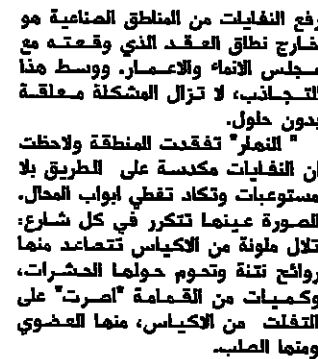 رفع النفايات من المناطق الصناعية هو
خارج نطاق العقد الذي وقعته مع
مجلس الانماء والاعمار. ووسط هذا
التجاذب، لا تزال المشكلة معلقة
بدون حلول.
"النهار" تفقدت المنطقة ولاحظت
ان النفايات مكدسة على الطريق بلا
مستوعبات وتكاد تغطي ابواب المحال.
الصورة عينها تتكرر في كل شارع:
تلال ملونة من الاكياس تتصاعد منها
روائح نتنة وتحوم حولها الحشرات،
وكميات من القمامة "اصرت" على
التفلت من الاكياس، منها العضوي
ومنها الصلب.